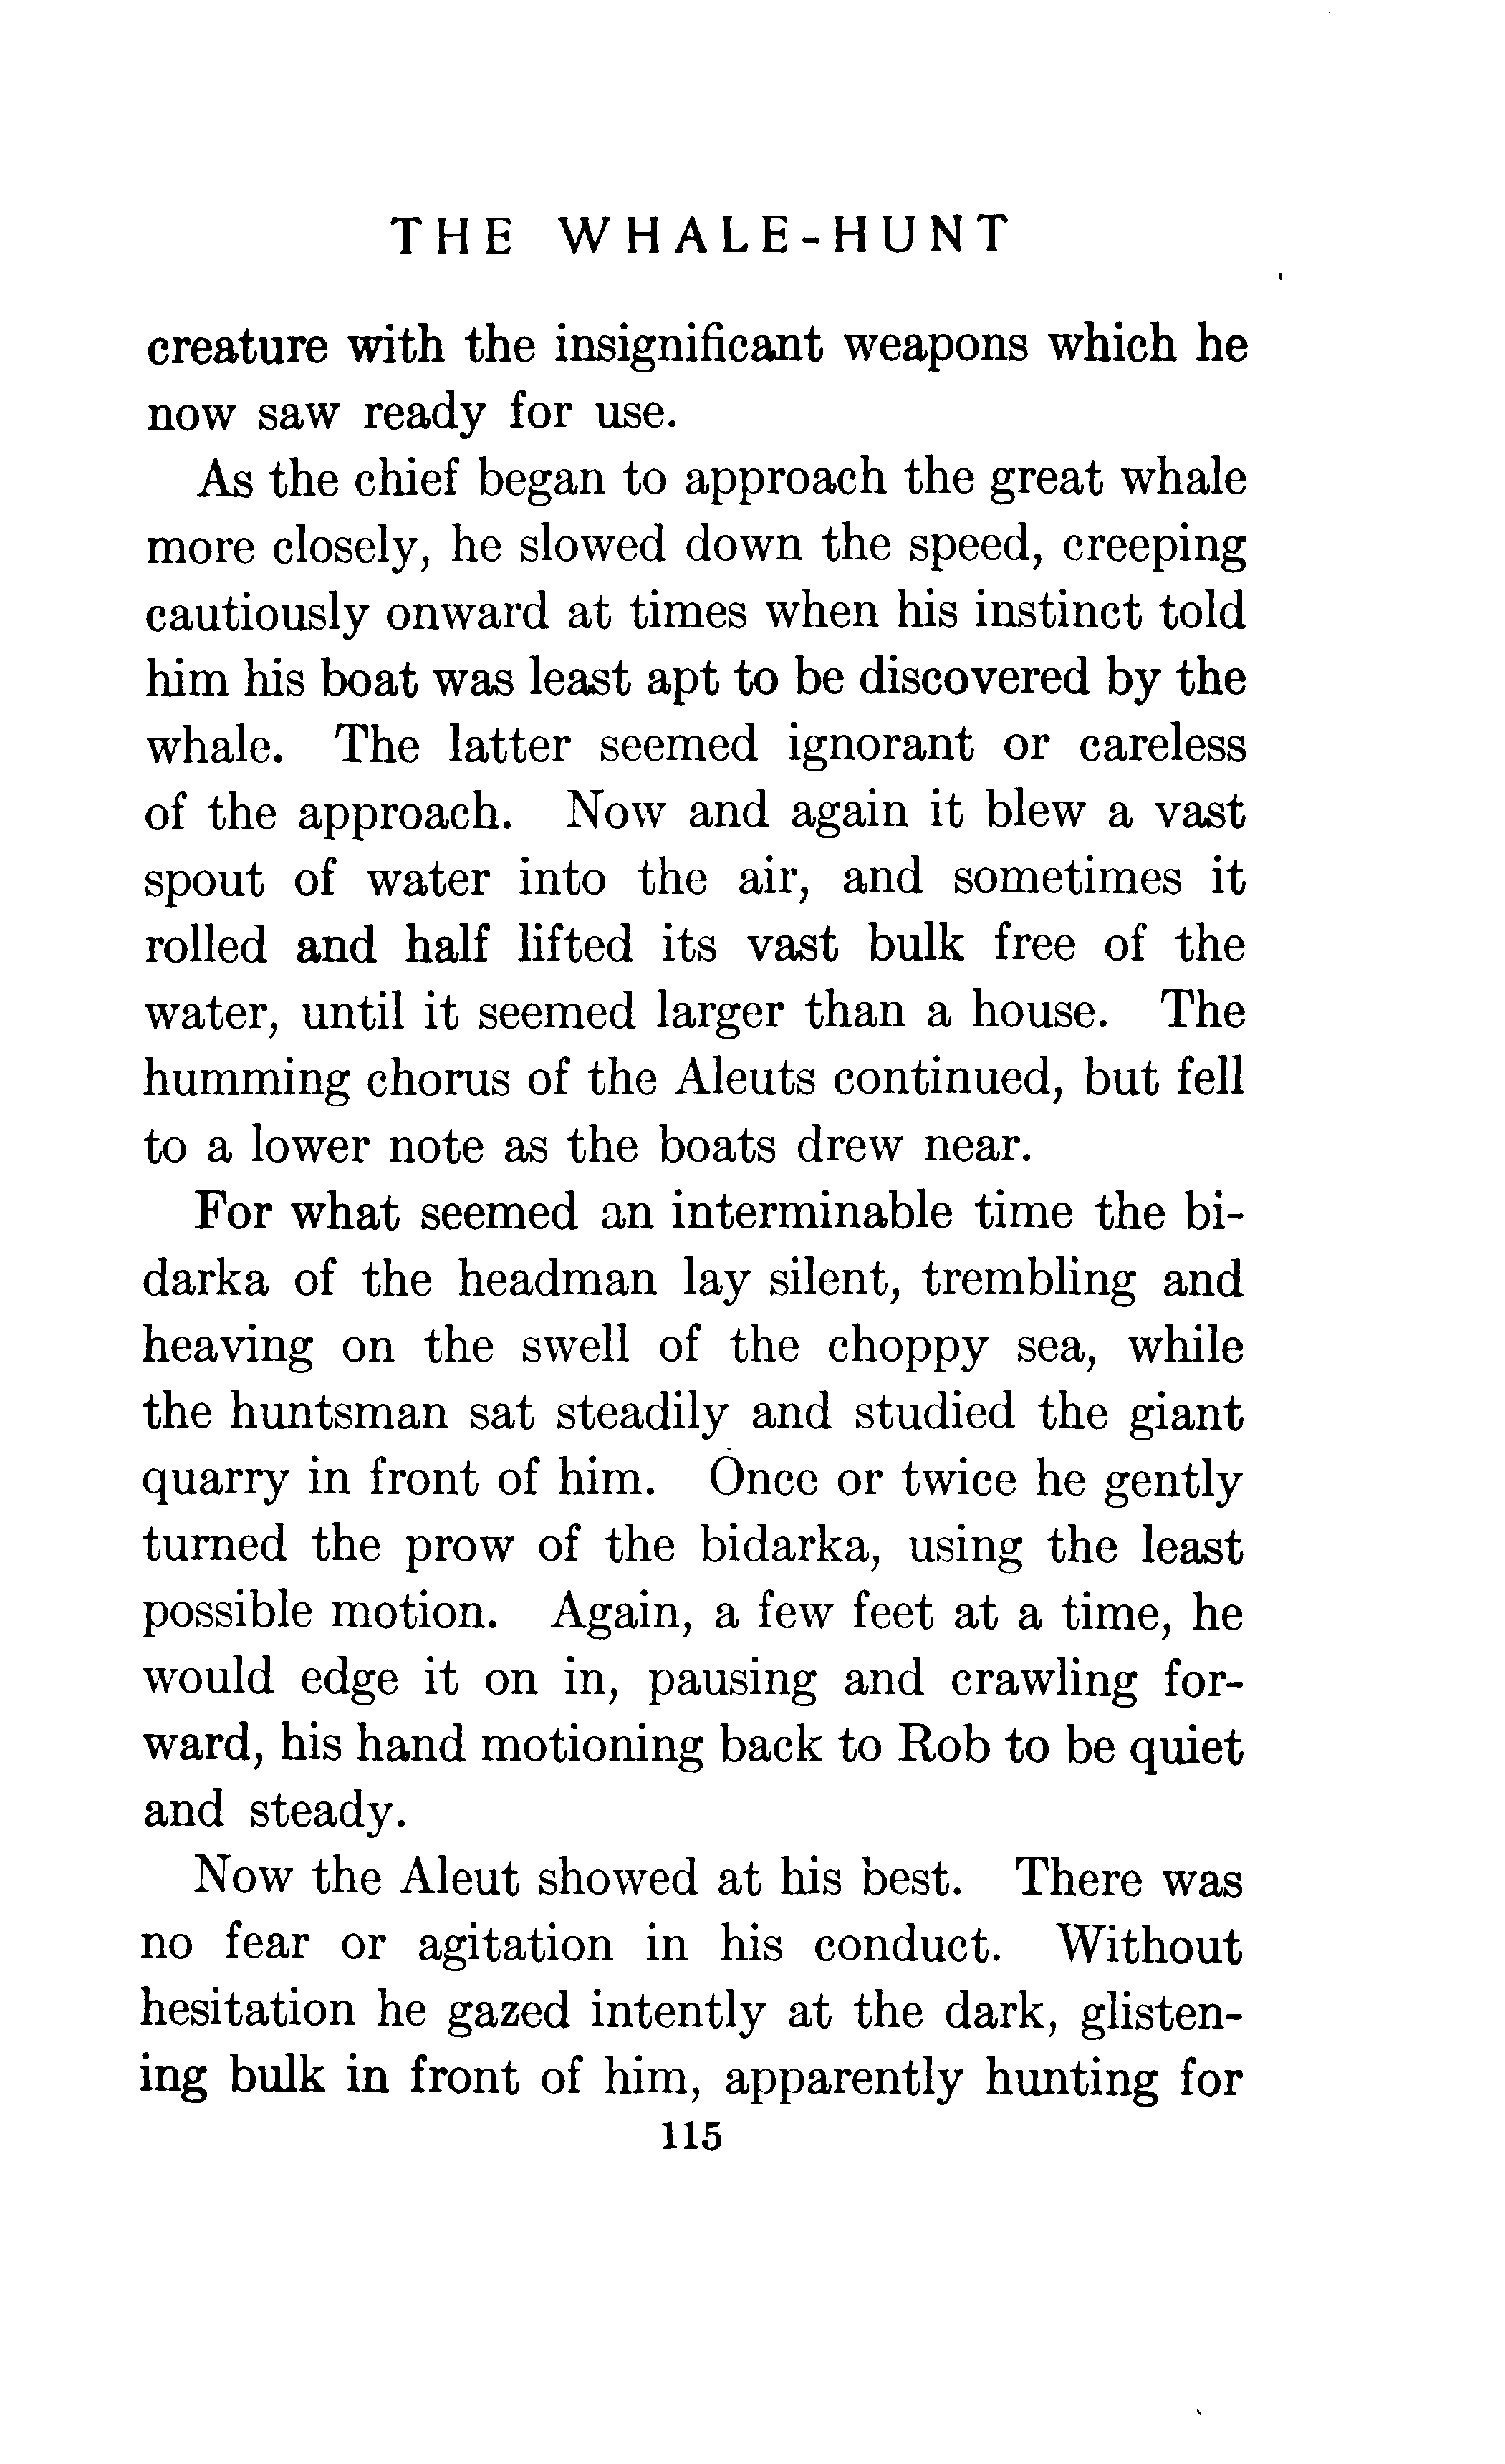 THE WHALE-HUNT
creature with the insignificant weapons which he
now saw ready for use.
As the chief began to approach the great whale
more closely, he slowed down the speed, creeping
cautiously onward at times when his instinct told
him his boat was least apt to be discovered by the
whale. The latter seemed ignorant or careless
of the approach. Now and again it blew a vast
spout of water into the air, and sometimes it
rolled and half lifted its vast bulk free of the
water, until it seemed larger than a house. The
humming chorus of the Aleuts continued, but fell
to a lower note as the boats drew near.
For what seemed an interminable time the bi-
darka of the headman lay silent, trembling and
heaving on the swell of the choppy sea, while
the huntsman sat steadily and studied the giant
quarry in front of him. Once or twice he gently
turned the prow of the bidarka, using the least
possible motion. Again, a few feet at a time, he
would edge it on in, pausing and crawling for-
ward, his hand motioning back to Rob to be quiet
and steady.
Now the Aleut showed at his best. There was
no fear or agitation in his conduct. Without
hesitation he gazed intently at the dark, glisten-
ing bulk in front of him, apparently hunting for
115